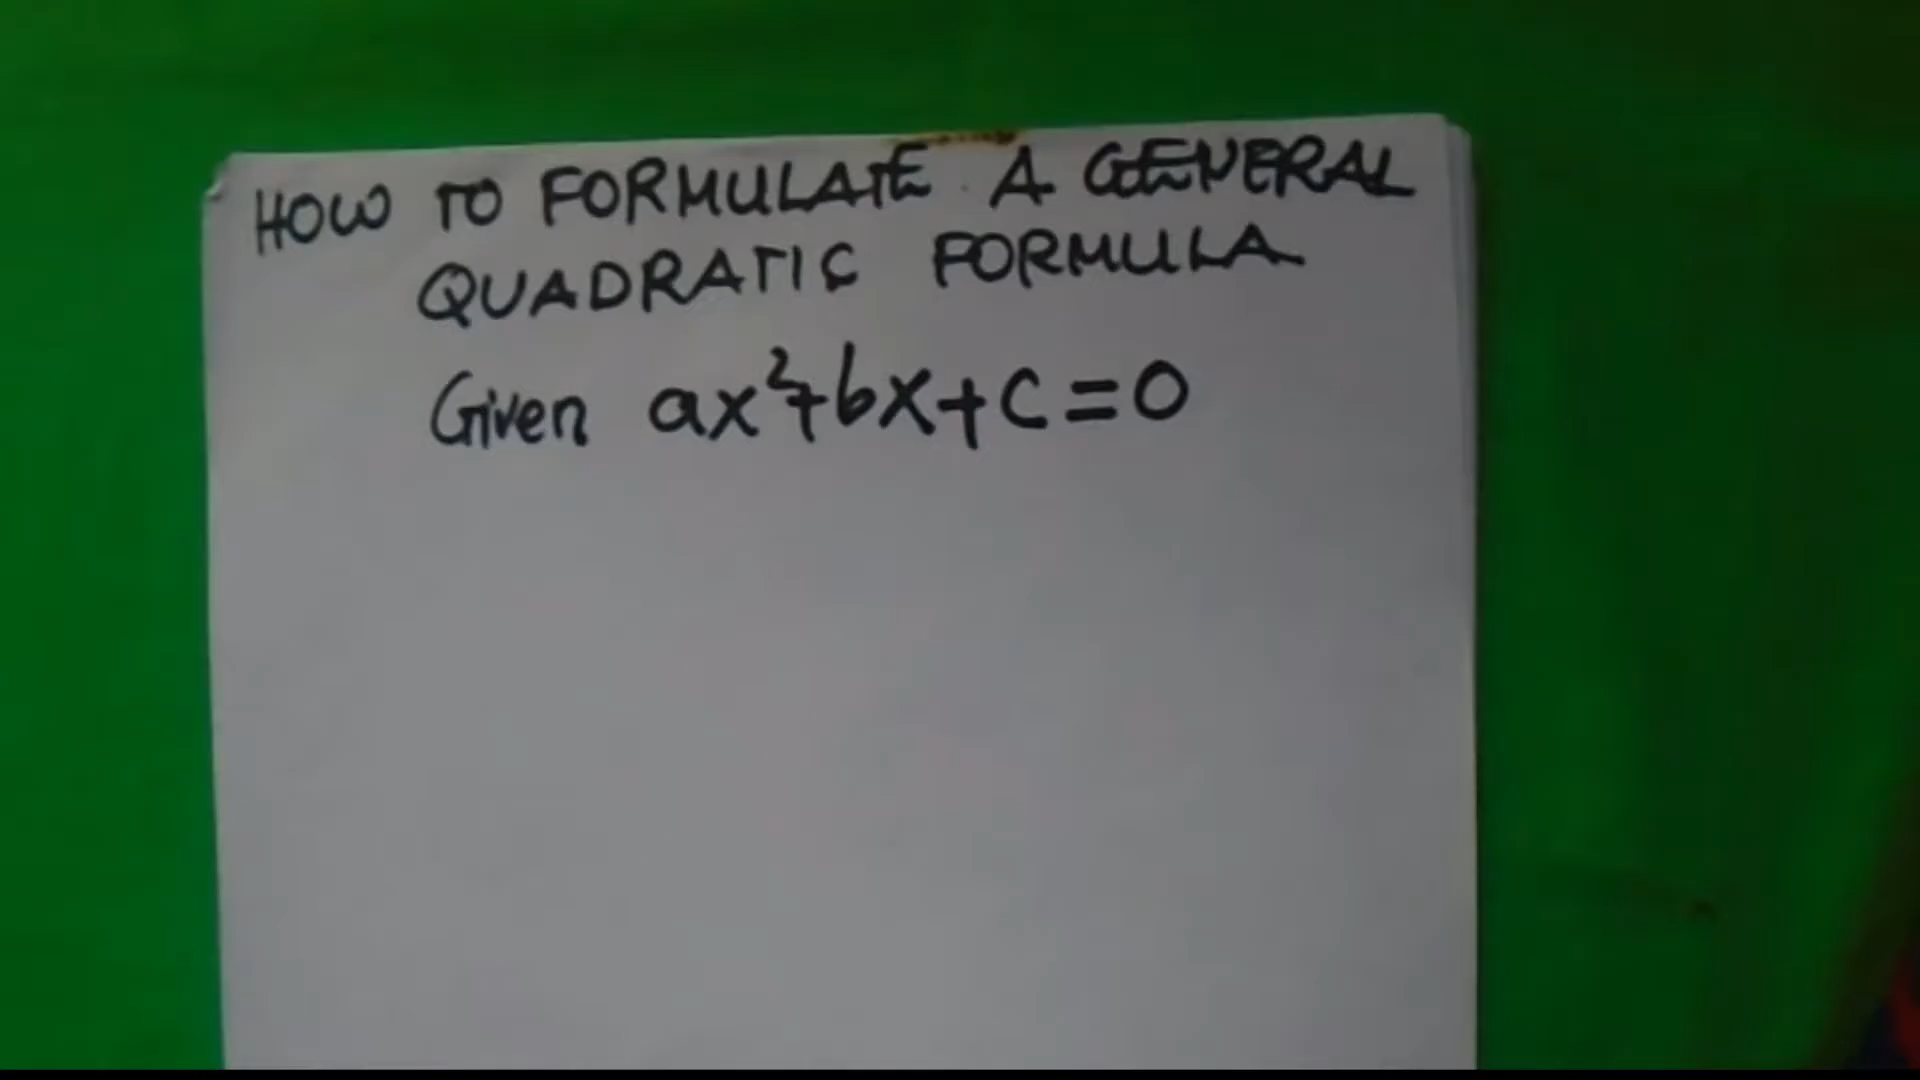 HOW TO FORMULATE A GENERAL
QUADRATIC FORMULA
Given ax²+bx+c=0